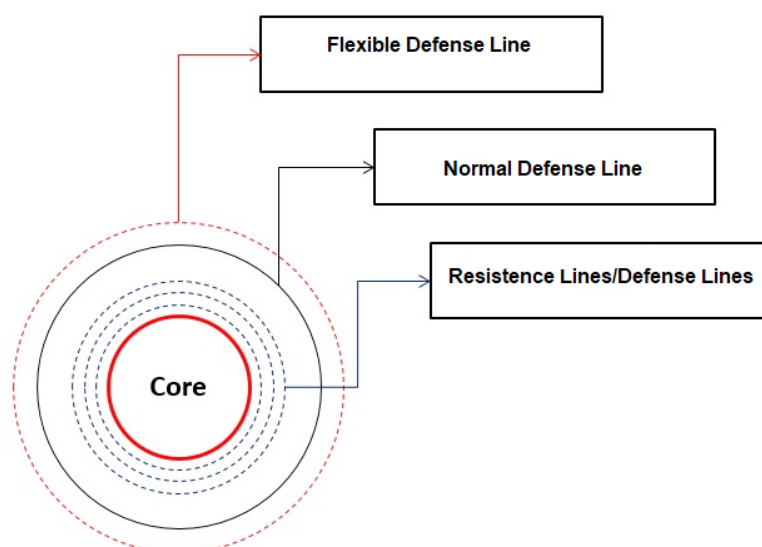 Flexible Defense Line
Normal Defense Line
Resistence Lines/Defense Lines
Core